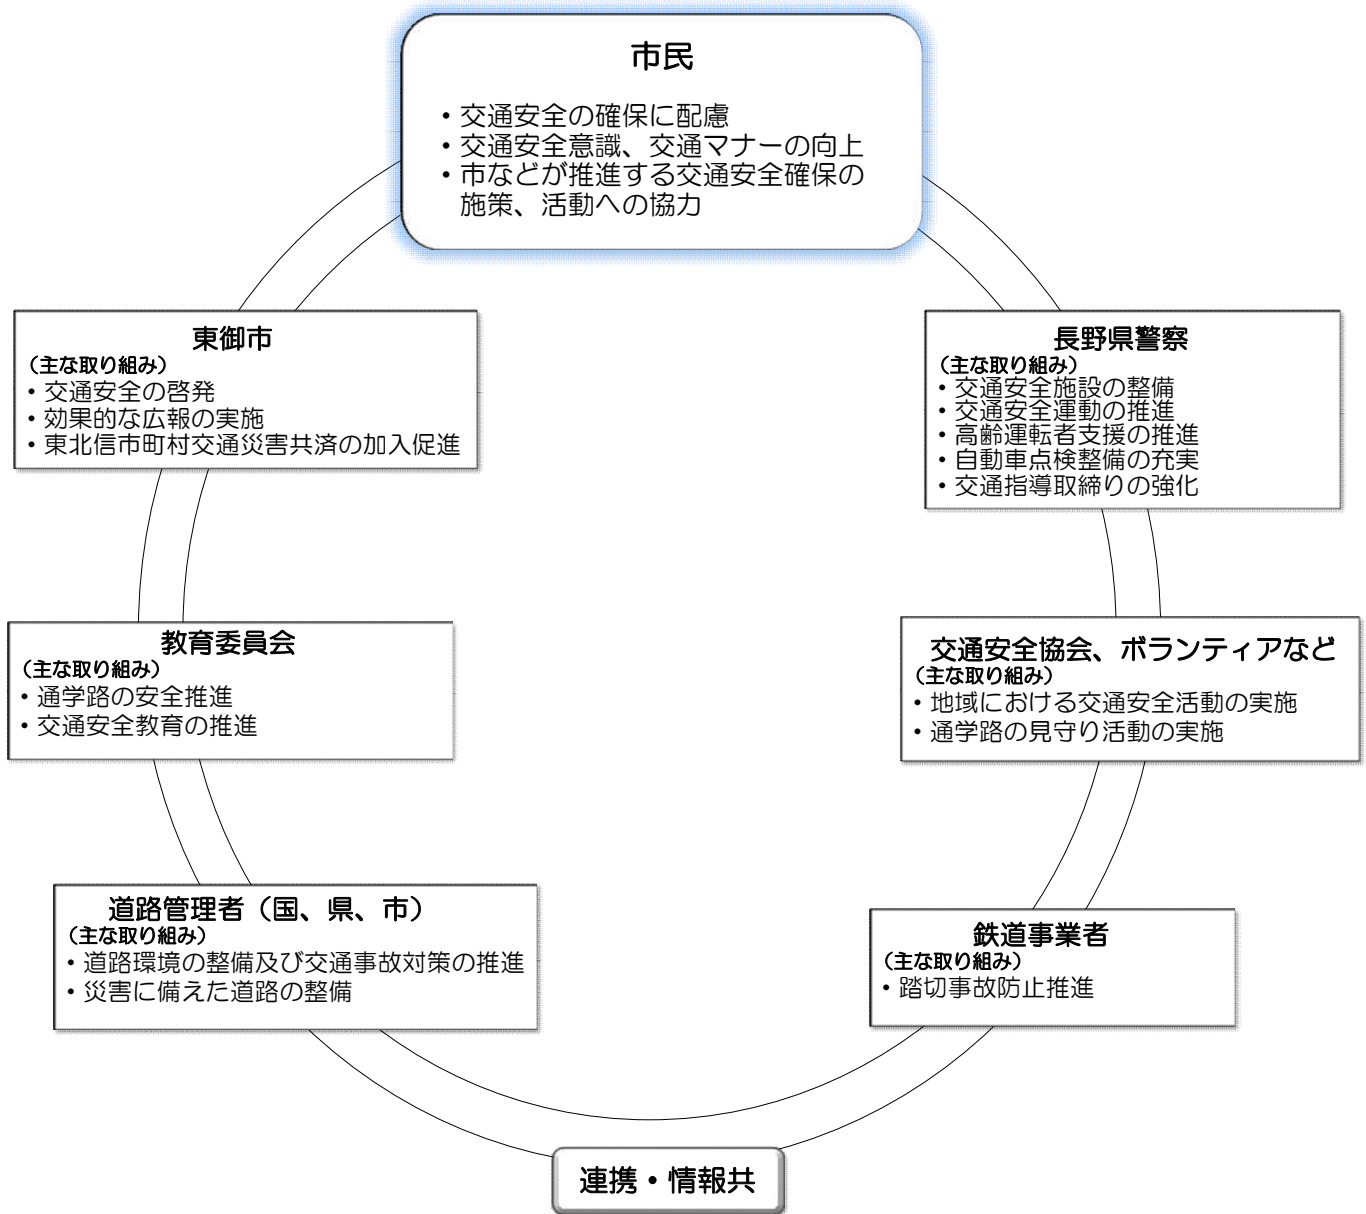 市民
・交通安全の確保に配慮
・交通安全意識、交通マナーの向上
・市などが推進する交通安全確保の
施策、活動への協力
東御市
（主な取り組み）
・交通安全の啓発
・効果的な広報の実施
・東北信市町村交通災害共済の加入促進
長野県警察
（主な取り組み）
・交通安全施設の整備
・交通安全運動の推進
・高齢運転者支援の推進
・自動車点検整備の充実
・交通指導取締りの強化
教育委員会
（主な取り組み）
・通学路の安全推進
・交通安全教育の推進
交通安全協会、ボランティアなど
（主な取り組み）
・地域における交通安全活動の実施
・通学路の見守り活動の実施
道路管理者（国、県、市）
（主な取り組み）
・道路環境の整備及び交通事故対策の推進
・災害に備えた道路の整備
鉄道事業者
（主な取り組み）
・踏切事故防止推進
連携・情報共